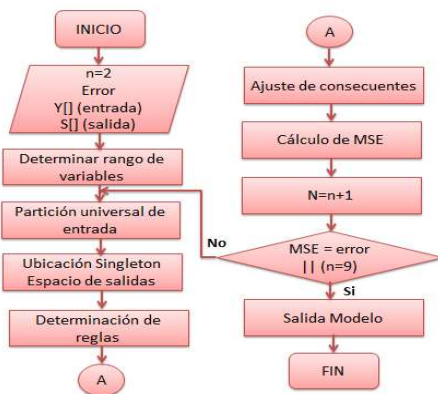 INICIO
n=2
Error
Y[] (entrada)
S[] (salida)
Determinar rango de
variables
Partición universal de
entrada
Ubicación Singleton
Espacio de salidas
Determinación de
reglas
A
A
Ajuste de consecuentes
Cálculo de MSE
N=n+1
MSE = error
|| (n=9)
No
Si
Salida Modelo
FIN